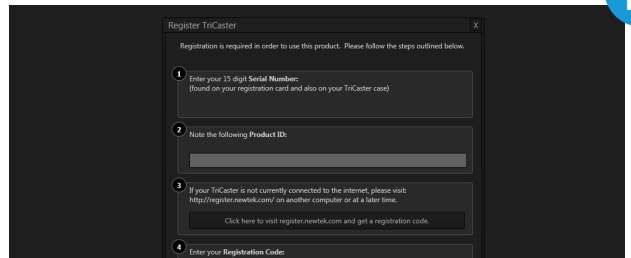 Register TriCaster X
Registration is required in order to use this product. Please follow the steps outlined below.
1
Enter your 15 digit Serial Number:
(found on your registration card and also on your TriCaster case)
2
Note the following Product ID:
3
If your TriCaster is not currently connected to the internet, please visit:
http://register.newtek.com/ on another computer or at a later time.
Click here to visit register.newtek.com and get a registration code.
4
Enter your Registration Code: